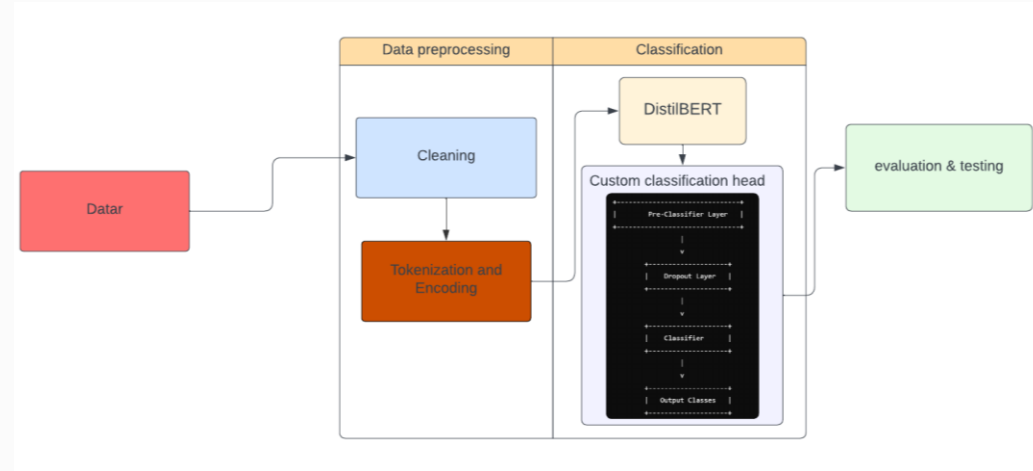 Data preprocessing
Classification
Datar
Cleaning
Tokenization and
Encoding
DistilBERT
Custom classification head
Pre-Classifier Layer
Dropout Layer
Classifier
Output Classes
evaluation & testing